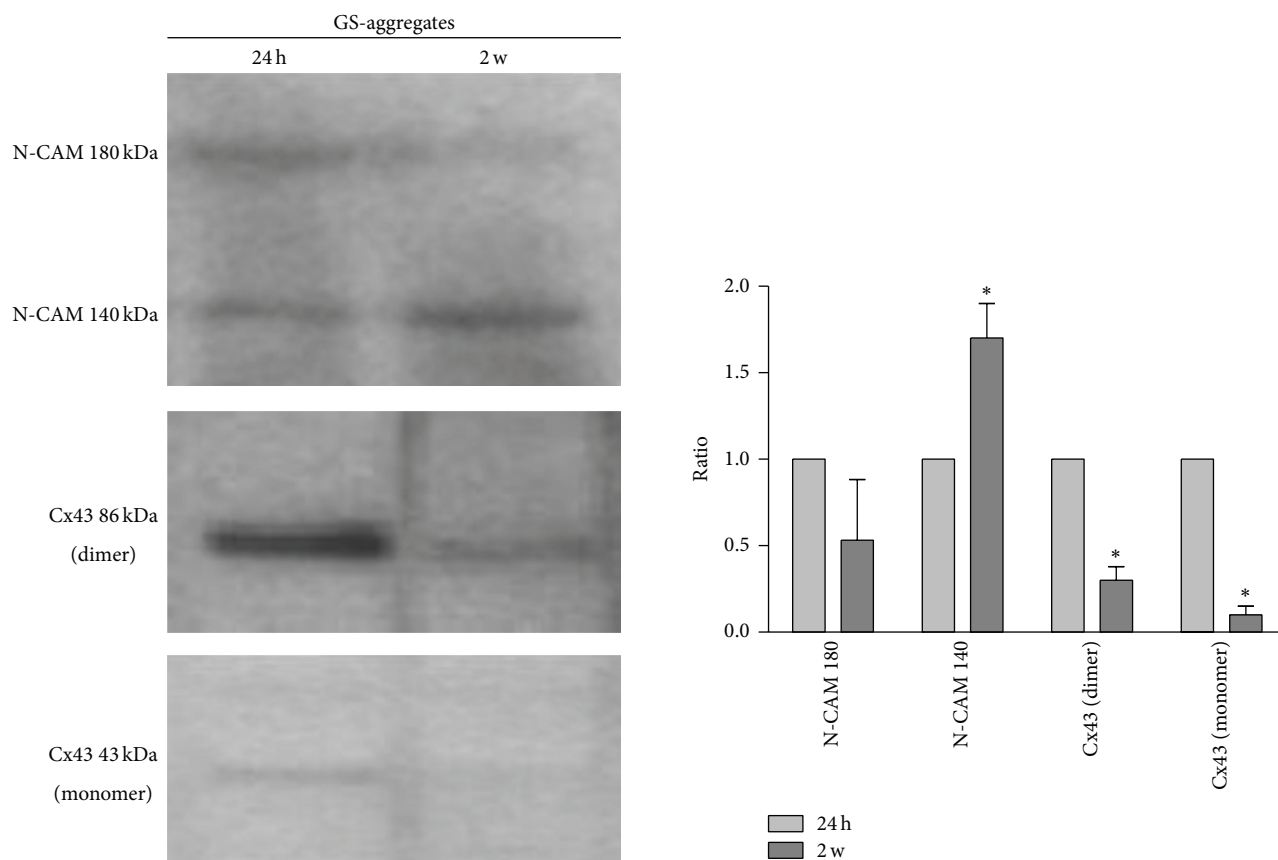 GS-aggregates
24 h 2 w
N-CAM 180 kDa
N-CAM 140 kDa
Cx43 86 kDa
(dimer)
Cx43 43 kDa
(monomer)
2.0
1.5
1.0
0.5
0.0
Ratio
*
*
*
N-CAM 180
N-CAM 140
Cx43 (dimer)
Cx43 (monomer)
24 h
2 w